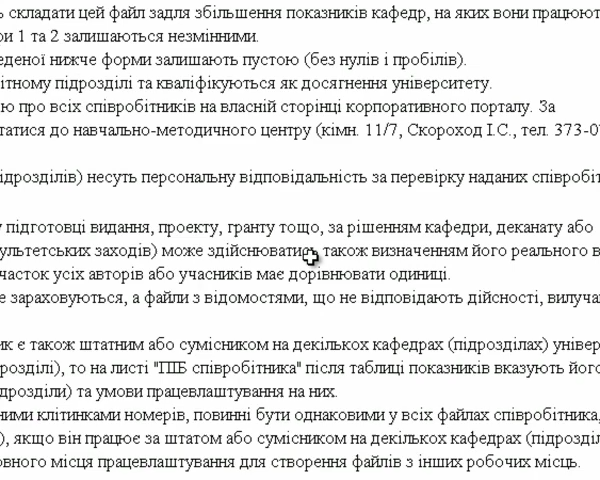 складати цей файл задля збільшення показників кафедр, на яких вони працюют
ри 1 та 2 залишаються незмінними.
еденої нижче форми залишають пустою (без нулів і пробілів).
ітному підрозділі та кваліфікуються як досягнення університету.
ю про всіх співробітників на власній сторінці корпоративного порталу. За
татися до навчально-методичного центру (кімн. 11/7, Скороход І.С., тел. 373-0
ідрозділів) несуть персональну відповідальність за перевірку наданих співробіт
у підготовці видання, проекту, гранту тощо, за рішенням кафедри, деканату або
ультетських заходів) може здійснюватись також визначенням його реального в
часток усіх авторів або учасників має дорівнювати одиниці.
е зараховуються, а файли з відомостями, що не відповідають дійсності, вилуча
ик є також штатним або сумісником на декількох кафедрах (підрозділах) універ
розділі), то на листі "ПІБ співробітника" після таблиці показників вказують його
дрозділи) та умови працевлаштування на них.
ними клітинками номерів, повинні бути однаковими у всіх файлах співробітника,
), якщо він працює за штатом або сумісником на декількох кафедрах (підрозділ
овного місця працевлаштування для створення файлів з інших робочих місць.